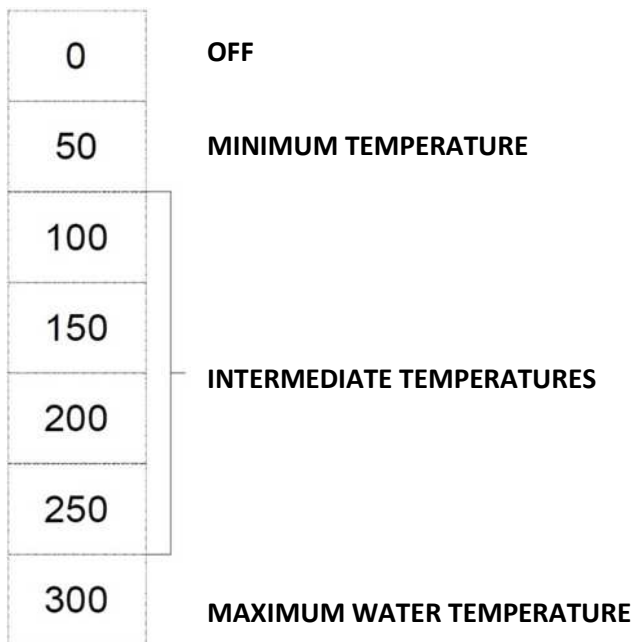 0 OFF
50 MINIMUM TEMPERATURE
100
150
INTERMEDIATE TEMPERATURES
200
250
300 MAXIMUM WATER TEMPERATURE